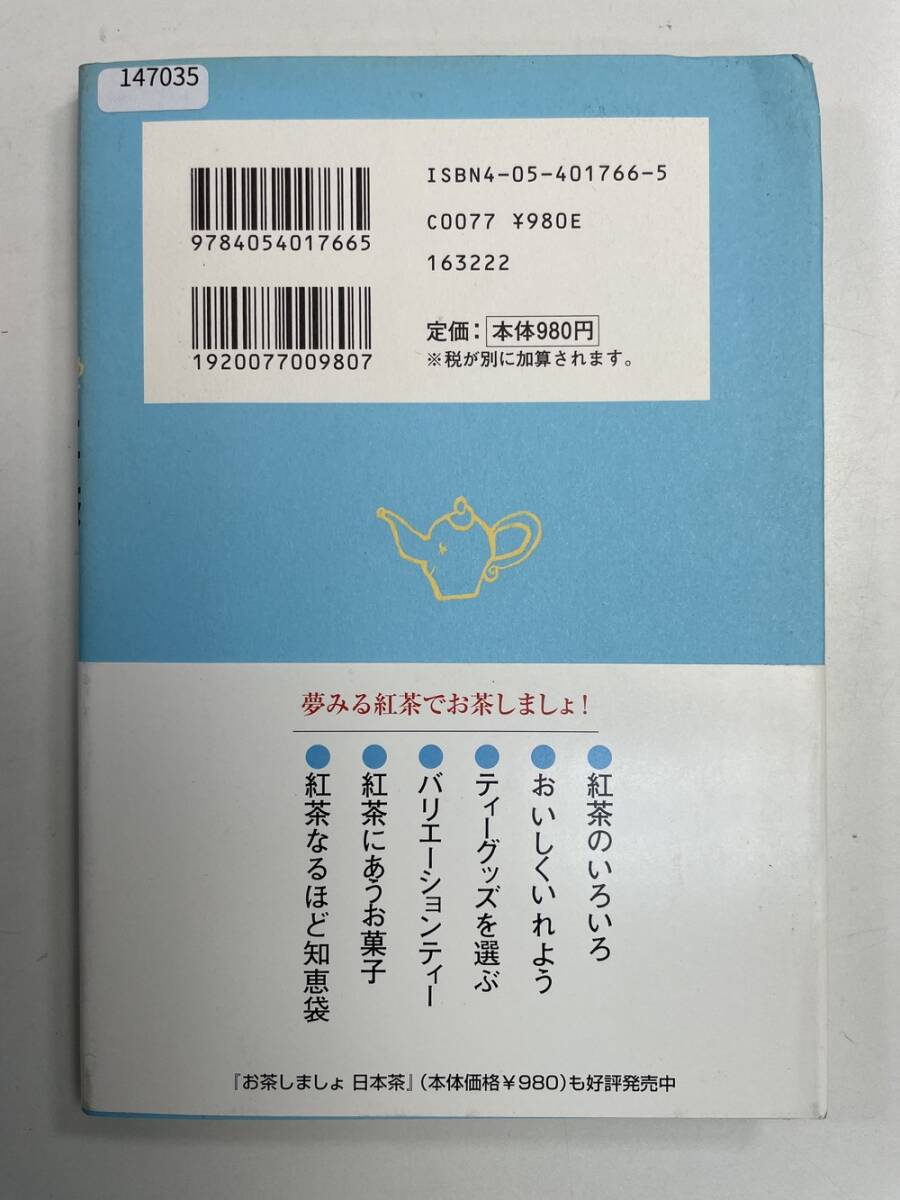 147035
ISBN4-05-401766-5
C0077 ¥980E
163222
9784054017665
1920077009807
定価：本体980円
※税が別に加算されます。
夢みる紅茶でお茶しましょ！
●紅茶のいろいろ
●おいしくいれよう
●ティーグッズを選ぶ
●バリエーションティー
●紅茶にあうお菓子
●紅茶なるほど知恵袋
『お茶しましょ 日本茶』（本体価格￥980）も好評発売中